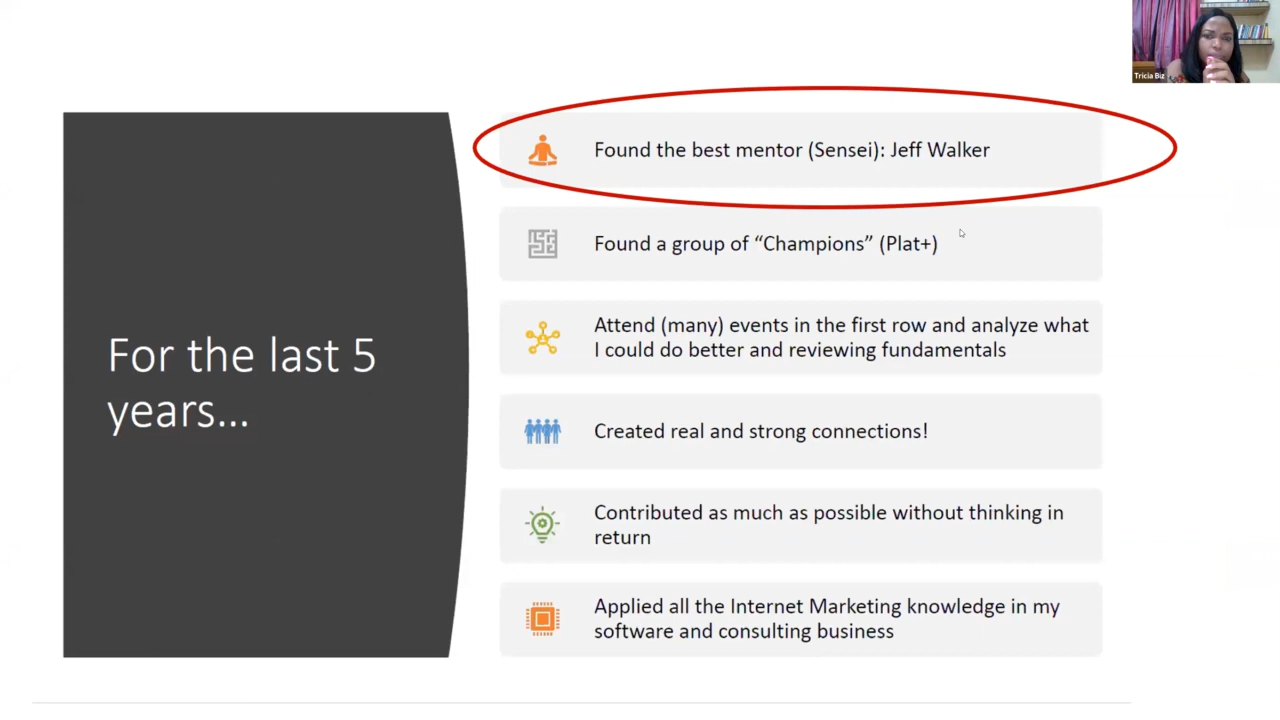 Tricia Biz
Found the best mentor (Sensei): Jeff Walker
Found a group of “Champions” (Plat+)
Attend (many) events in the first row and analyze what
I could do better and reviewing fundamentals
For the last 5
years...
Created real and strong connections!
Contributed as much as possible without thinking in
return
Applied all the Internet Marketing knowledge in my
software and consulting business